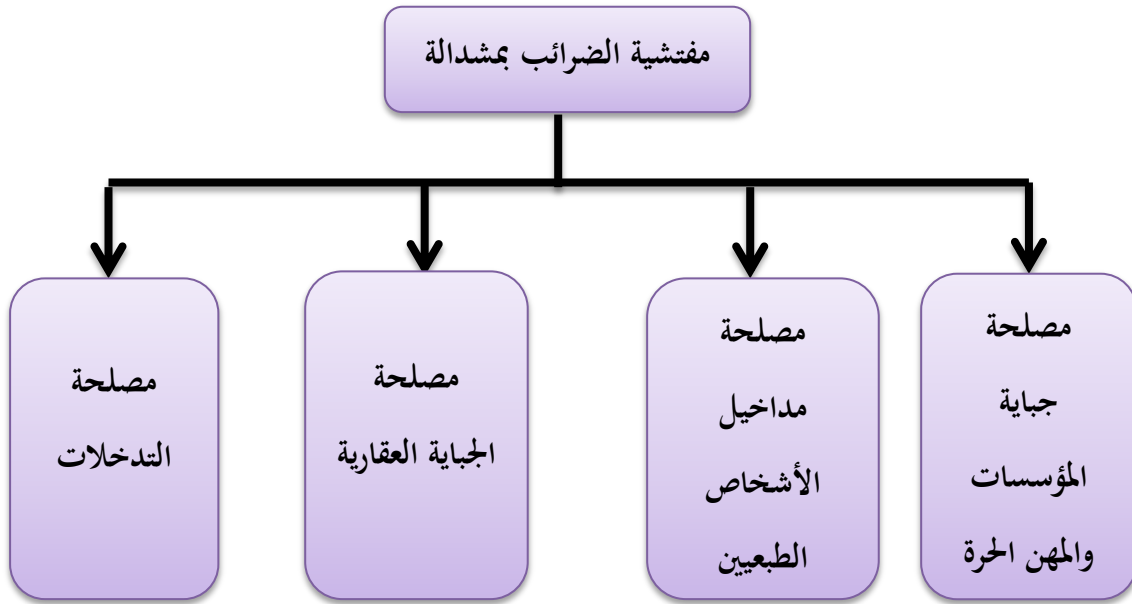 مفتشية الضرائب بمشدالة
مصلحة
جباية
المؤسسات
والمهن الحرة
مصلحة
مداخيل
الأشخاص
الطبعيين
مصلحة
الجباية العقارية
مصلحة
التدخلات